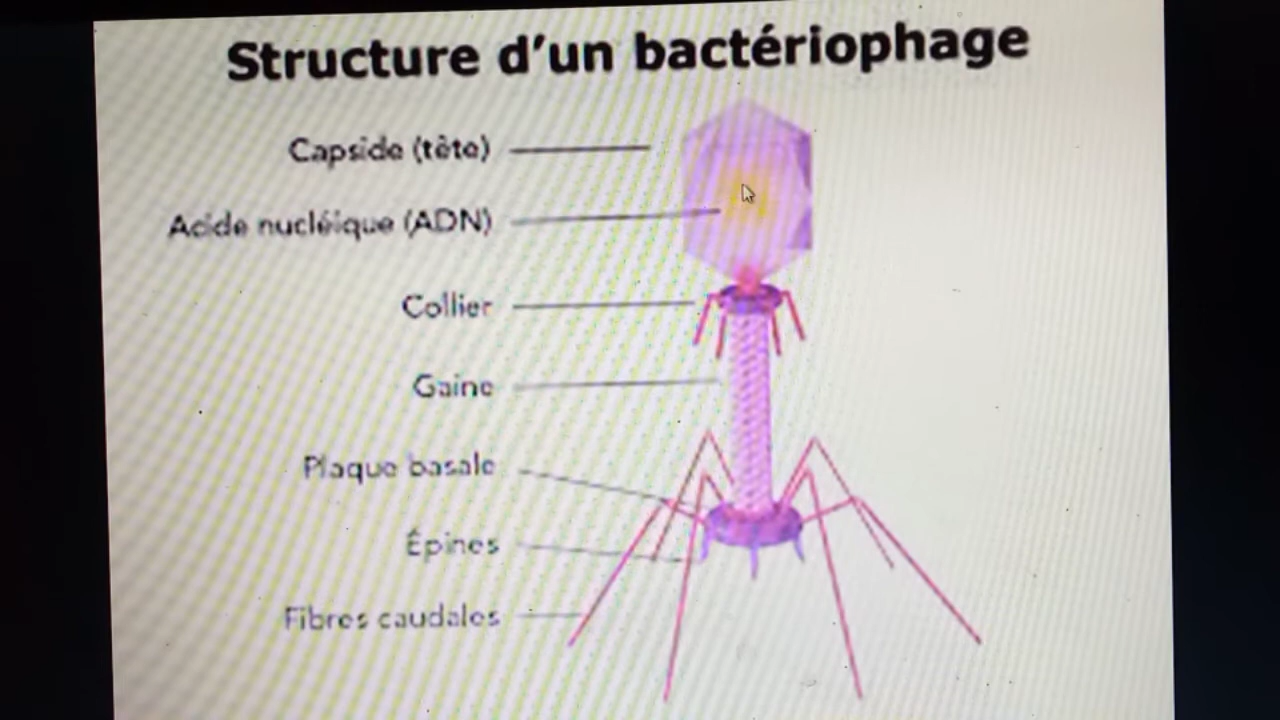 Structure d'un bactériophage
Capside (tête)
Acide nucléique (ADN)
Collier
Gaine
Plaque basale
Épines
Fibres caudales